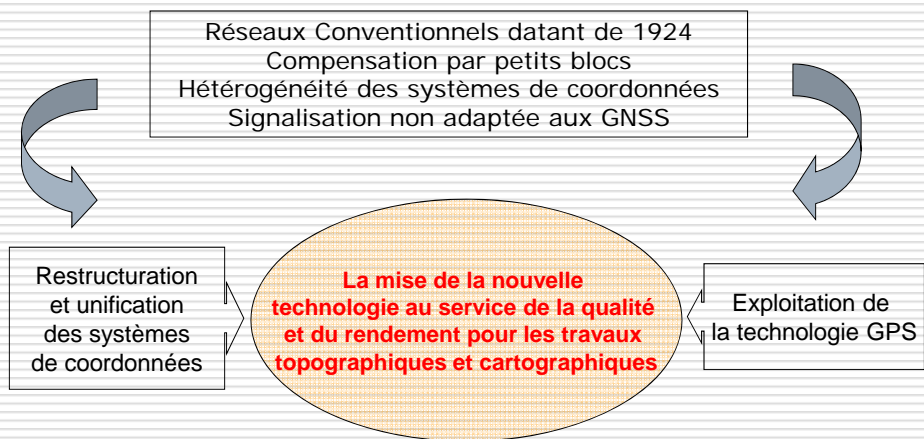 Réseaux Conventionnels datant de 1924
Compensation par petits blocs
Hétérogénéité des systèmes de coordonnées
Signalisation non adaptée aux GNSS
Restructuration
et unification
des systèmes
de coordonnées
La mise de la nouvelle
technologie au service de la qualité
et du rendement pour les travaux
topographiques et cartographiques
Exploitation de
la technologie GPS